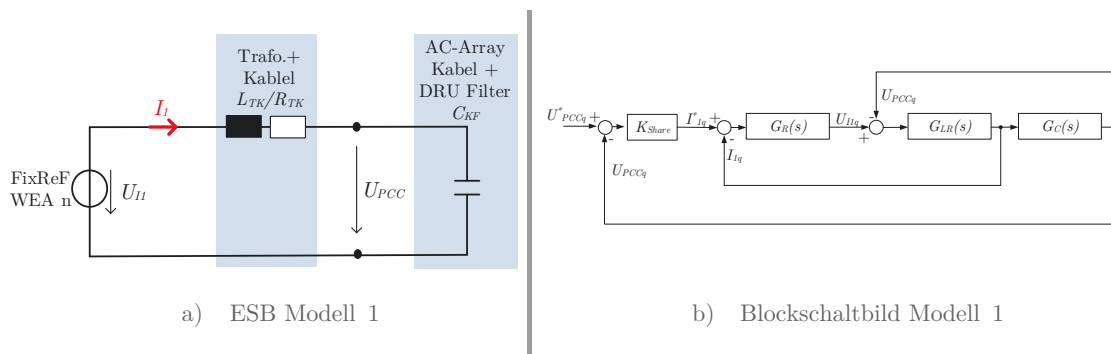 Trafo.+
Kablel
L_TK/R_TK
AC-Array
Kabel +
DRU Filter
C_KF
I_1
FixReF
WEA n
U_I1
U_PCC
a) ESB Modell 1
U*_PCCq
+
-
U_PCCq
K_Share
I*_1q
+
-
I_1q
G_R(s)
U_I1q
U_PCCq
-
+
G_LR(s)
G_C(s)
b) Blockschaltbild Modell 1